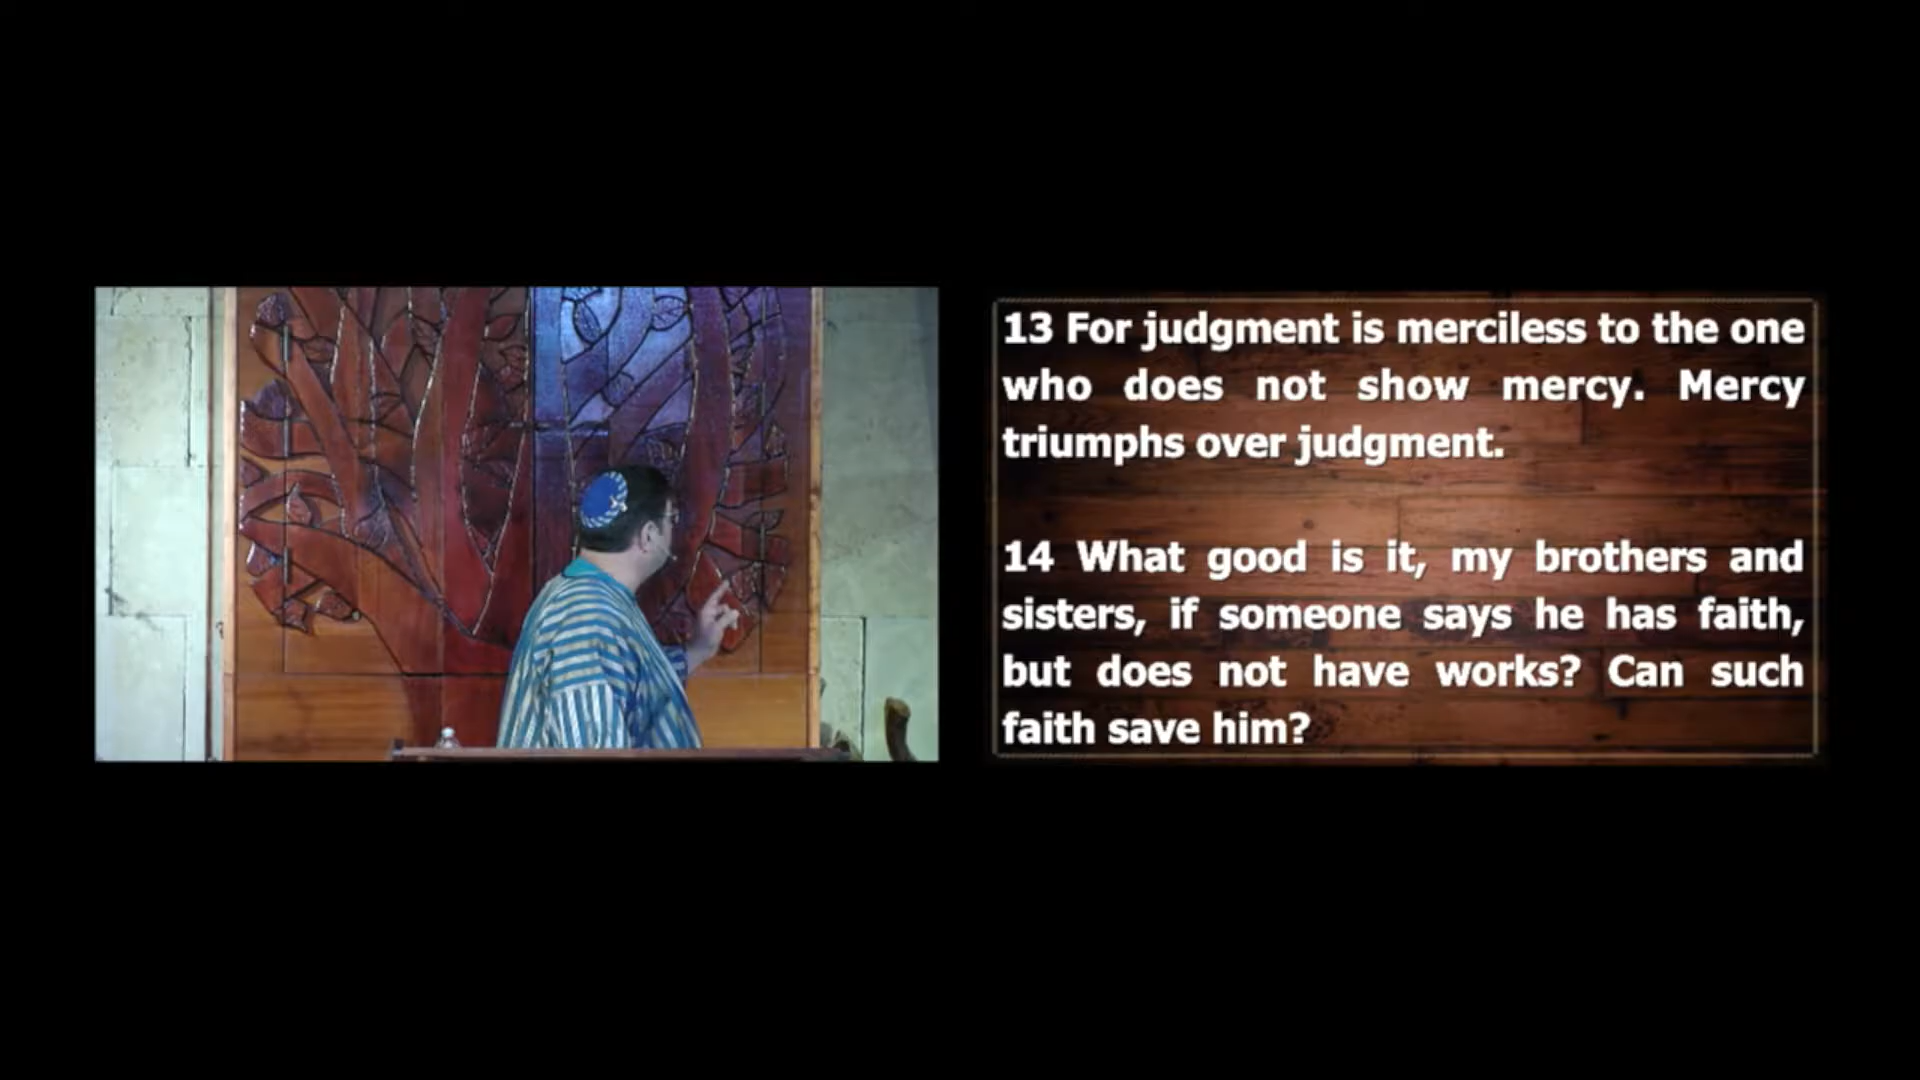 13 For judgment is merciless to the one
who does not show mercy. Mercy
triumphs over judgment.
14 What good is it, my brothers and
sisters, if someone says he has faith,
but does not have works? Can such
faith save him?